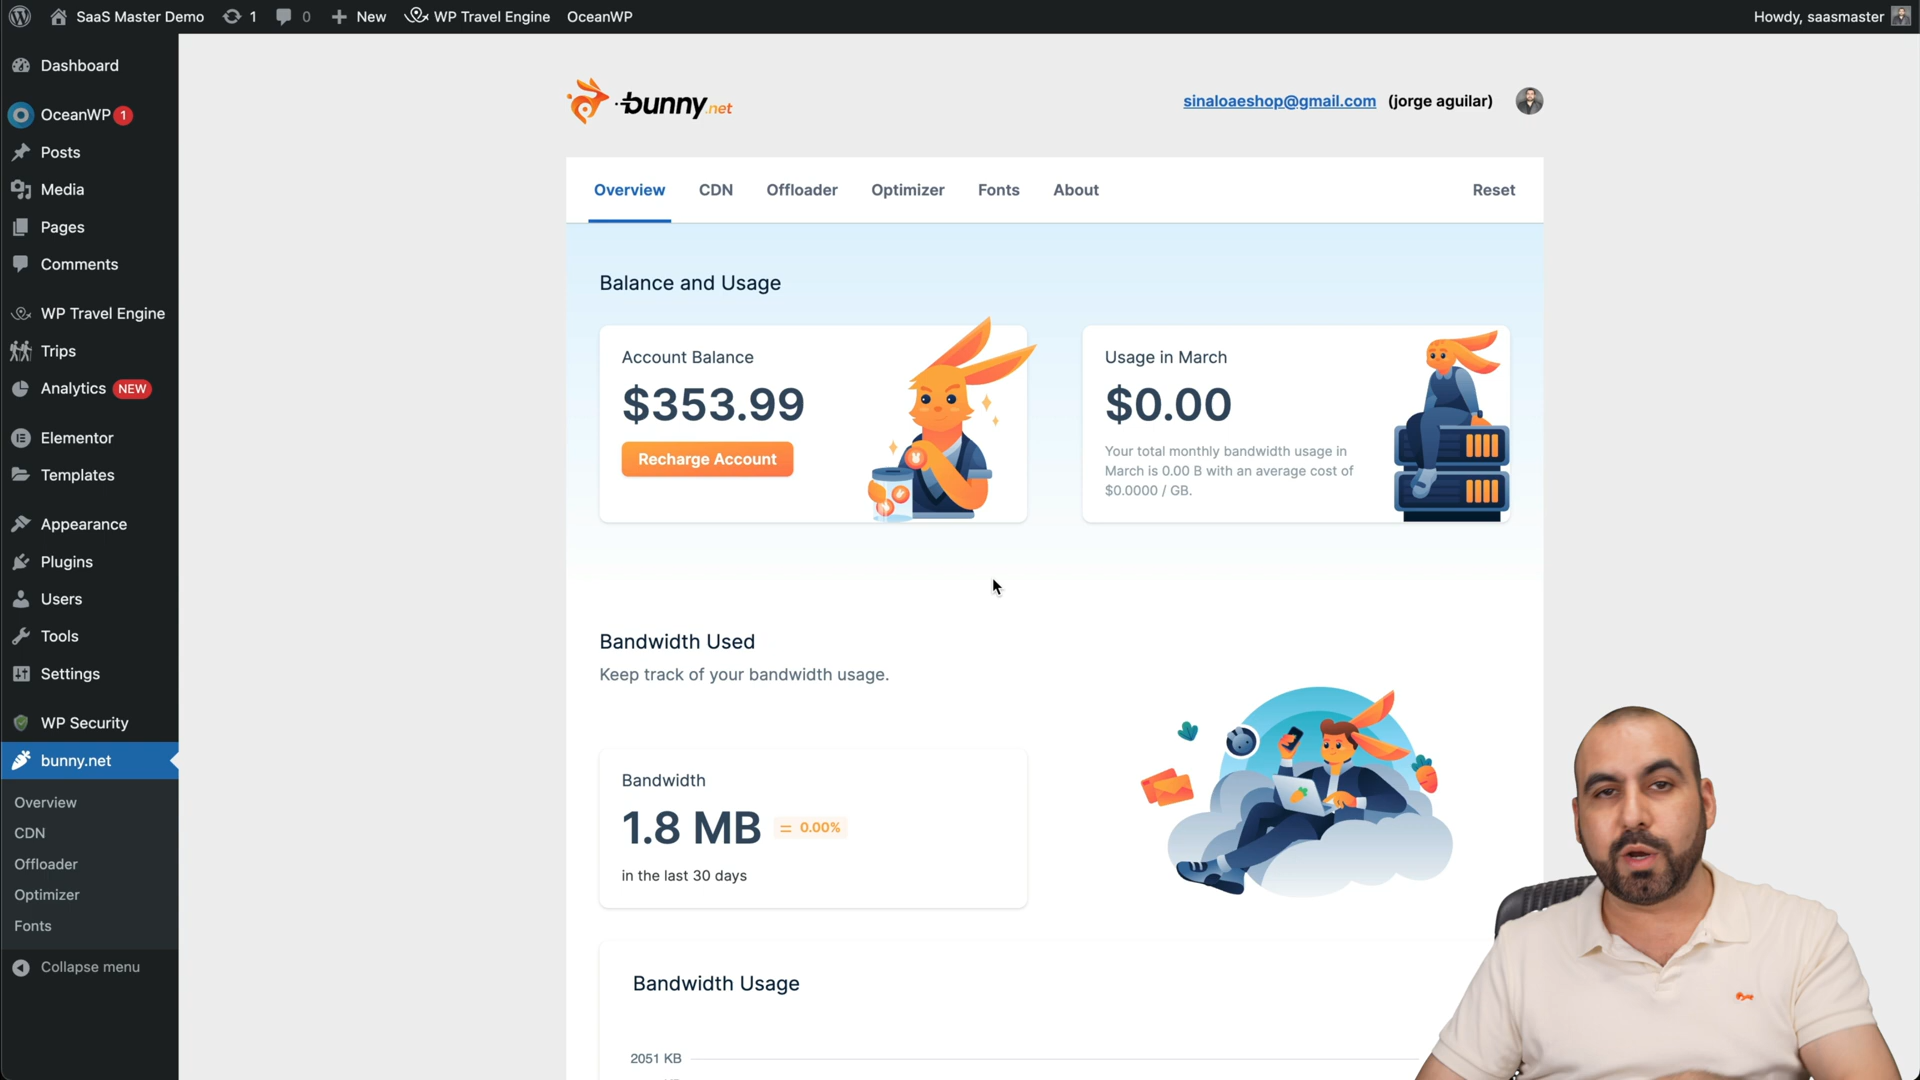 SaaS Master Demo 1 0 New WP Travel Engine OceanWP Howdy, saasmaster
Dashboard
OceanWP 1
Posts
Media
Pages
Comments
WP Travel Engine
Trips
Analytics NEW
Elementor
Templates
Appearance
Plugins
Users
Tools
Settings
WP Security
bunny.net
Overview
CDN
Offloader
Optimizer
Fonts
Collapse menu
bunny.net
sinaloaeshop@gmail.com (jorge aguilar)
Overview CDN Offloader Optimizer Fonts About Reset
Balance and Usage
Account Balance
$353.99
Recharge Account
Usage in March
$0.00
Your total monthly bandwidth usage in
March is 0.00 B with an average cost of
$0.0000 / GB.
Bandwidth Used
Keep track of your bandwidth usage.
Bandwidth
1.8 MB = 0.00%
in the last 30 days
Bandwidth Usage
2051 KB